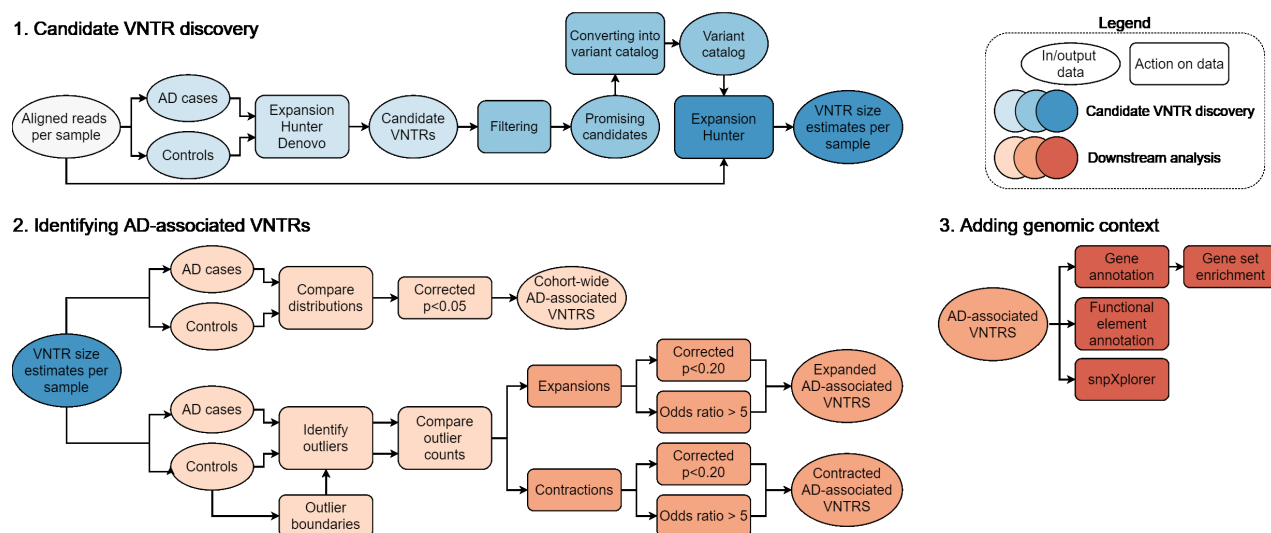 1. Candidate VNTR discovery
Aligned reads
per sample
AD cases
Controls
Expansion
Hunter
Denovo
Candidate
VNTRs
Filtering
Promising
candidates
Converting into
variant catalog
Variant
catalog
Expansion
Hunter
VNTR size
estimates per
sample
Legend
In/output
data
Action on data
Candidate VNTR discovery
Downstream analysis
2. Identifying AD-associated VNTRs
VNTR size
estimates per
sample
AD cases
Controls
Compare
distributions
Corrected
p<0.05
Cohort-wide
AD-associated
VNTRS
AD cases
Controls
Identify
outliers
Outlier
boundaries
Compare
outlier
counts
Expansions
Corrected
p<0.20
Odds ratio > 5
Expanded
AD-associated
VNTRS
Contractions
Corrected
p<0.20
Odds ratio > 5
Contracted
AD-associated
VNTRS
3. Adding genomic context
AD-associated
VNTRS
Gene
annotation
Gene set
enrichment
Functional
element
annotation
snpXplorer